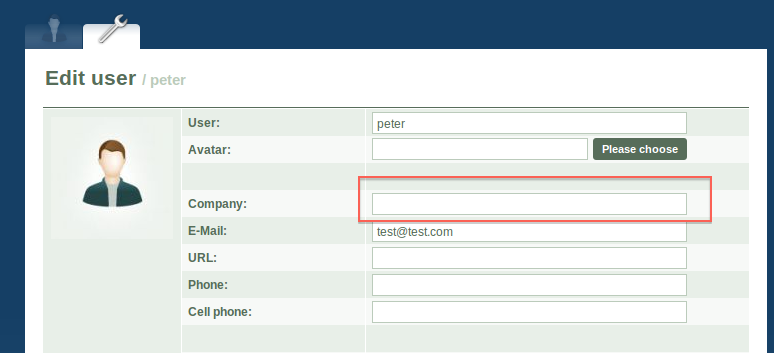 Edit user / peter
User: peter
Avatar: Please choose
Company:
E-Mail: test@test.com
URL:
Phone:
Cell phone: